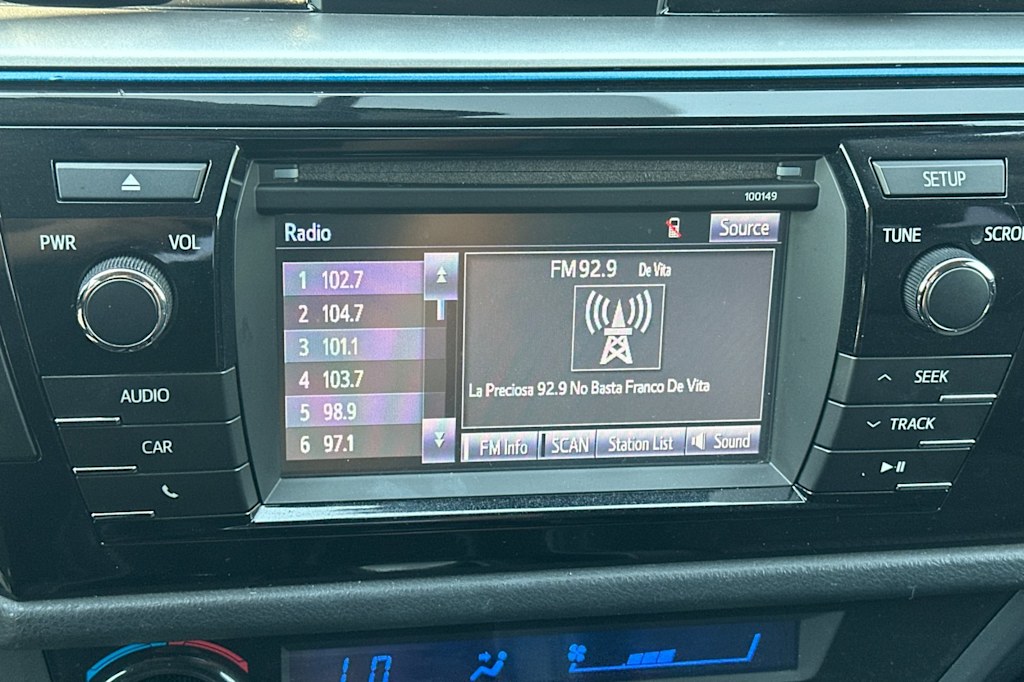 100149
SETUP
PWR
VOL
Radio
Source
TUNE
SCROL
1 102.7
2 104.7
3 101.1
4 103.7
5 98.9
6 97.1
FM 92.9 De Vita
La Preciosa 92.9 No Basta Franco De Vita
FM Info
SCAN
Station List
Sound
AUDIO
CAR
SEEK
TRACK